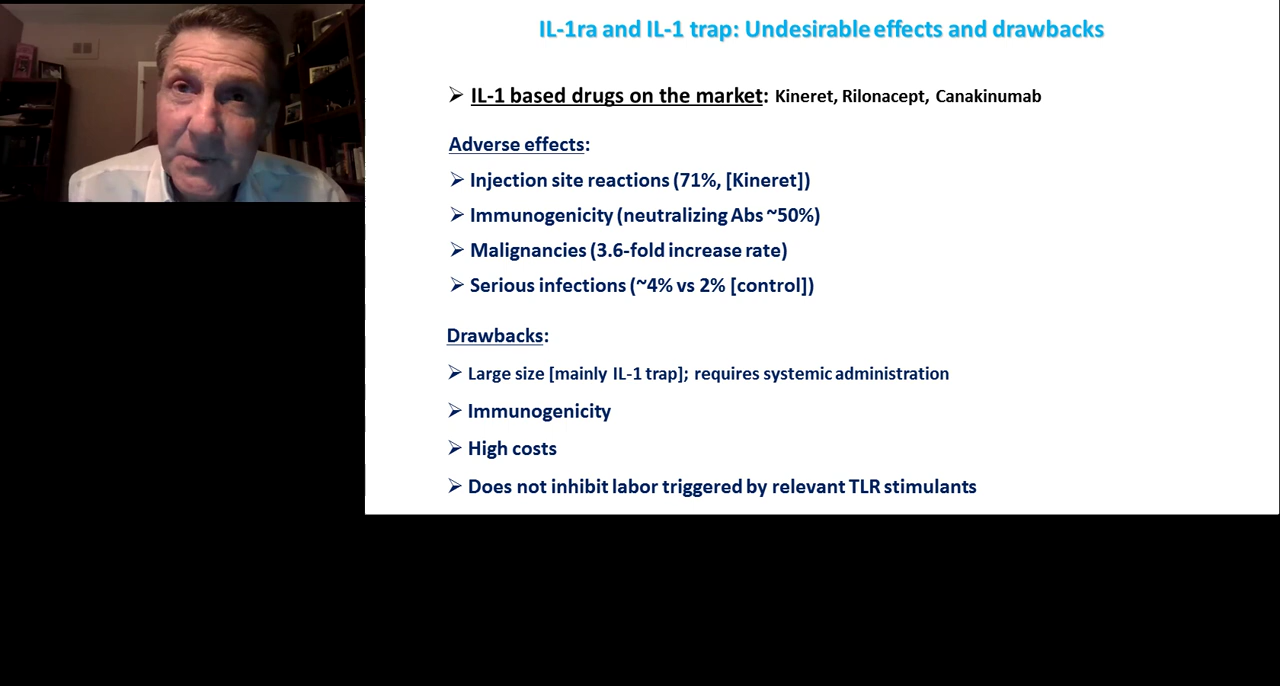 IL-1ra and IL-1 trap: Undesirable effects and drawbacks
➢ IL-1 based drugs on the market: Kineret, Rilonacept, Canakinumab
Adverse effects:
➢ Injection site reactions (71%, [Kineret])
➢ Immunogenicity (neutralizing Abs ~50%)
➢ Malignancies (3.6-fold increase rate)
➢ Serious infections (~4% vs 2% [control])
Drawbacks:
➢ Large size [mainly IL-1 trap]; requires systemic administration
➢ Immunogenicity
➢ High costs
➢ Does not inhibit labor triggered by relevant TLR stimulants